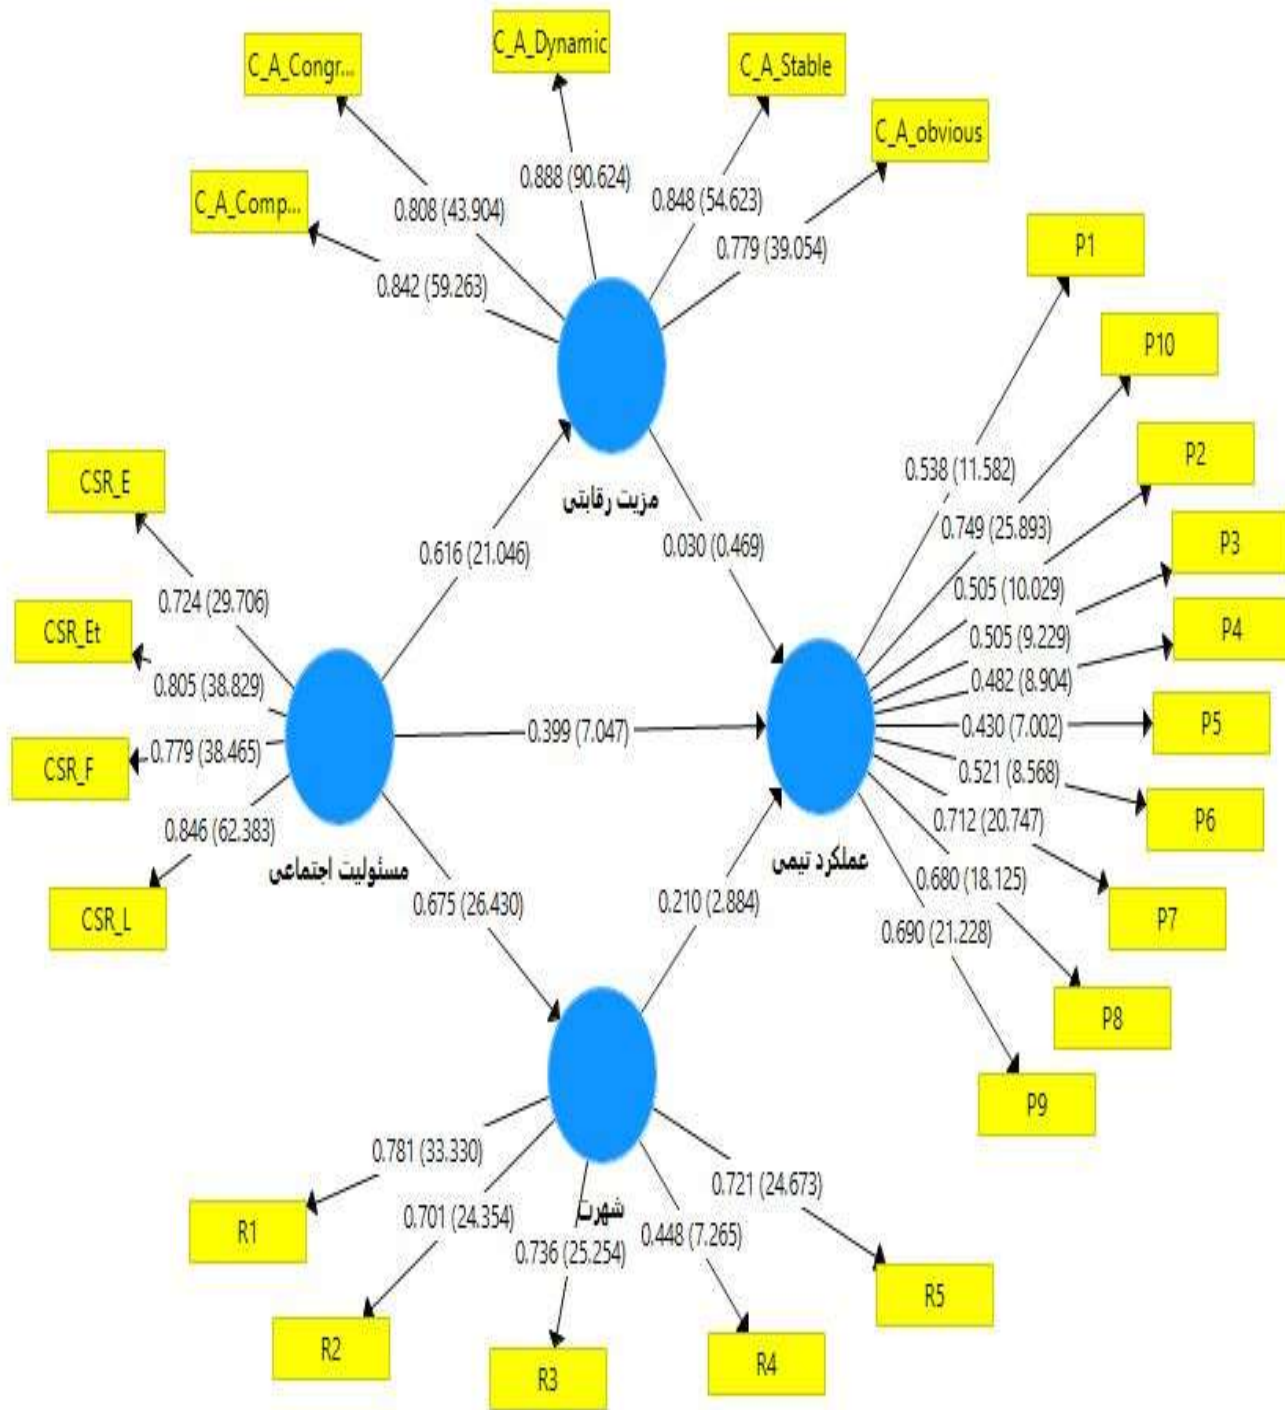 C_A_Dynamic
C_A_Congr...
C_A_Stable
C_A_obvious
C_A_Comp...
0.888 (90.624)
0.808 (43.904)
0.848 (54.623)
0.779 (39.054)
0.842 (59.263)
P1
P10
P2
P3
P4
P5
P6
P7
P8
P9
0.538 (11.582)
0.749 (25.893)
0.505 (10.029)
0.505 (9.229)
0.482 (8.904)
0.430 (7.002)
0.521 (8.568)
0.712 (20.747)
0.680 (18.125)
0.690 (21.228)
مزیت رقابتی
0.616 (21.046)
0.030 (0.469)
CSR_E
CSR_Et
CSR_F
CSR_L
0.724 (29.706)
0.805 (38.829)
0.779 (38.465)
0.846 (62.383)
0.399 (7.047)
مسئولیت اجتماعی
عملکرد تیمی
0.675 (26.430)
0.210 (2.884)
شهرت
0.781 (33.330)
0.701 (24.354)
0.736 (25.254)
0.448 (7.265)
0.721 (24.673)
R1
R2
R3
R4
R5